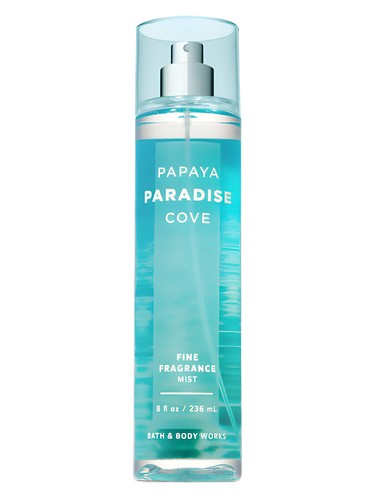 PAPAYA
PARADISE
COVE
FINE
FRAGRANCE
MIST
8 fl oz / 236 mL
BATH & BODY WORKS